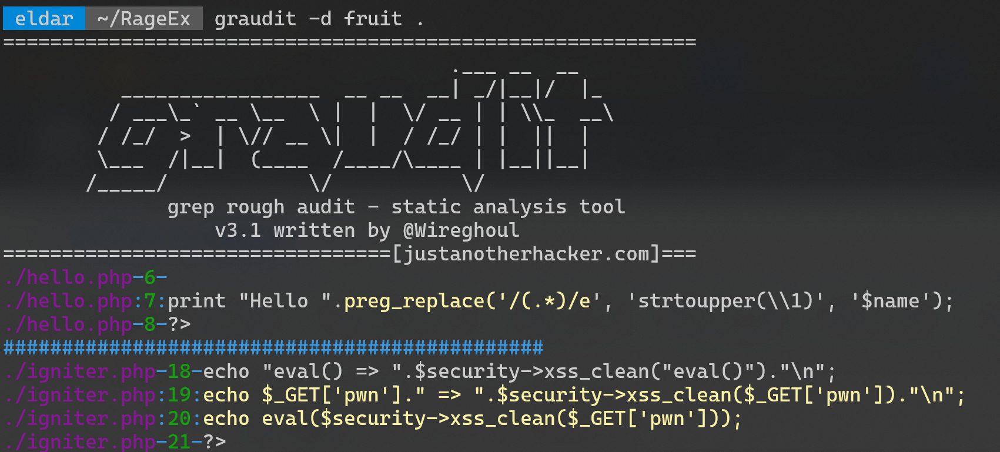 eldar ~/RageEx graudit -d fruit .
===========================================================
                                      .___ __  __
          _________________  __ __  __| _/|__|/  |_
         / ___\_` __ \__  \ |  |  \/ __ | | \\_  __\
        / /_/  >  | \// __ \|  |  / /_/ | |  ||  |
        \___  /|__|  (____  /____/\____ | |__||__|
       /_____/            \/           \/
              grep rough audit - static analysis tool
                  v3.1 written by @Wireghoul
=================================[justanotherhacker.com]===
./hello.php-6-
./hello.php:7:print "Hello ".preg_replace('/(.*)/e', 'strtoupper(\\1)', '$name');
./hello.php-8-?>
##############################################
./igniter.php-18-echo "eval() => ".$security->xss_clean("eval()")."\n";
./igniter.php:19:echo $_GET['pwn']." => ".$security->xss_clean($_GET['pwn'])."\n";
./igniter.php:20:echo eval($security->xss_clean($_GET['pwn']));
./igniter.php-21-?>